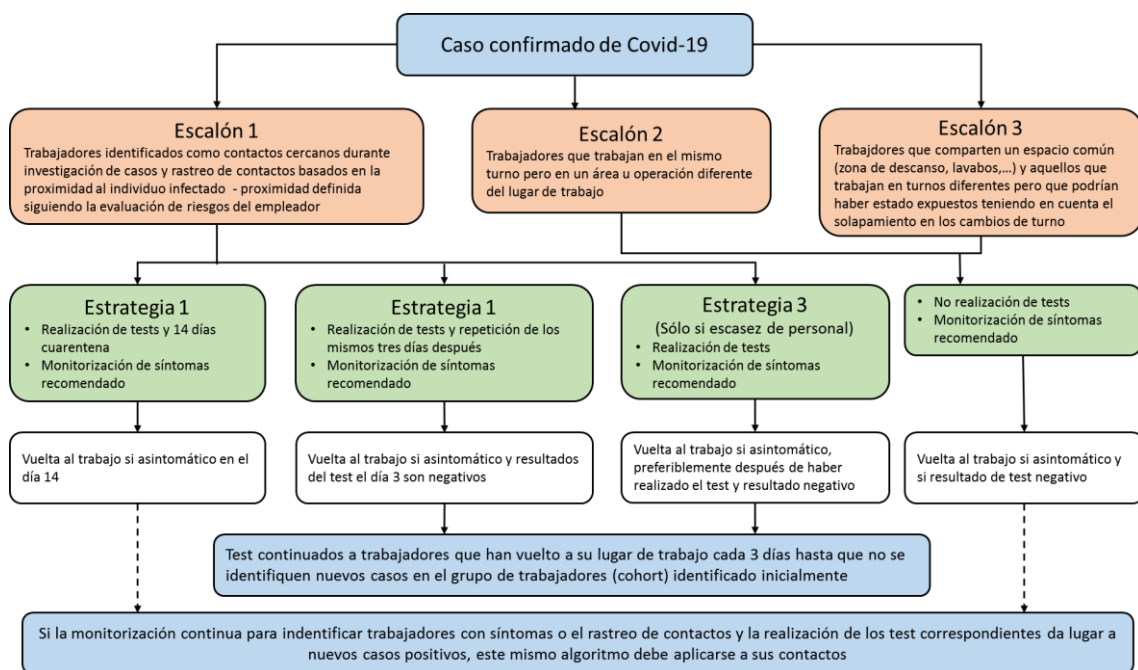 Caso confirmado de Covid-19
Escalón 1
Trabajadores identificados como contactos cercanos durante
investigación de casos y rastreo de contactos basados en la
proximidad al individuo infectado - proximidad definida
siguiendo la evaluación de riesgos del empleador
Escalón 2
Trabajadores que trabajan en el mismo
turno pero en un área u operación diferente
del lugar de trabajo
Escalón 3
Trabajadores que comparten un espacio común
(zona de descanso, lavabos,...) y aquellos que
trabajan en turnos diferentes pero que podrían
haber estado expuestos teniendo en cuenta el
solapamiento en los cambios de turno
Estrategia 1
• Realización de tests y 14 días
cuarentena
• Monitorización de síntomas
recomendado
Estrategia 1
• Realización de tests y repetición de los
mismos tres días después
• Monitorización de síntomas
recomendado
Estrategia 3
(Sólo si escasez de personal)
• Realización de tests
• Monitorización de síntomas
recomendado
• No realización de tests
• Monitorización de síntomas
recomendado
Vuelta al trabajo si asintomático en el
día 14
Vuelta al trabajo si asintomático y resultados
del test el día 3 son negativos
Vuelta al trabajo si asintomático,
preferiblemente después de haber
realizado el test y resultado negativo
Vuelta al trabajo si asintomático y
si resultado de test negativo
Test continuados a trabajadores que han vuelto a su lugar de trabajo cada 3 días hasta que no se
identifiquen nuevos casos en el grupo de trabajadores (cohort) identificado inicialmente
Si la monitorización continua para indentificar trabajadores con síntomas o el rastreo de contactos y la realización de los test correspondientes da lugar a
nuevos casos positivos, este mismo algoritmo debe aplicarse a sus contactos